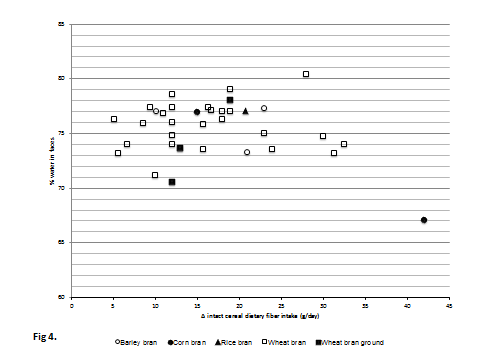 85
80
75
70
65
60
% water in faeces
0 5 10 15 20 25 30 35 40 45
Δ intact cereal dietary fiber intake (g/day)
Fig 4.
Barley bran Corn bran Rice bran Wheat bran Wheat bran ground